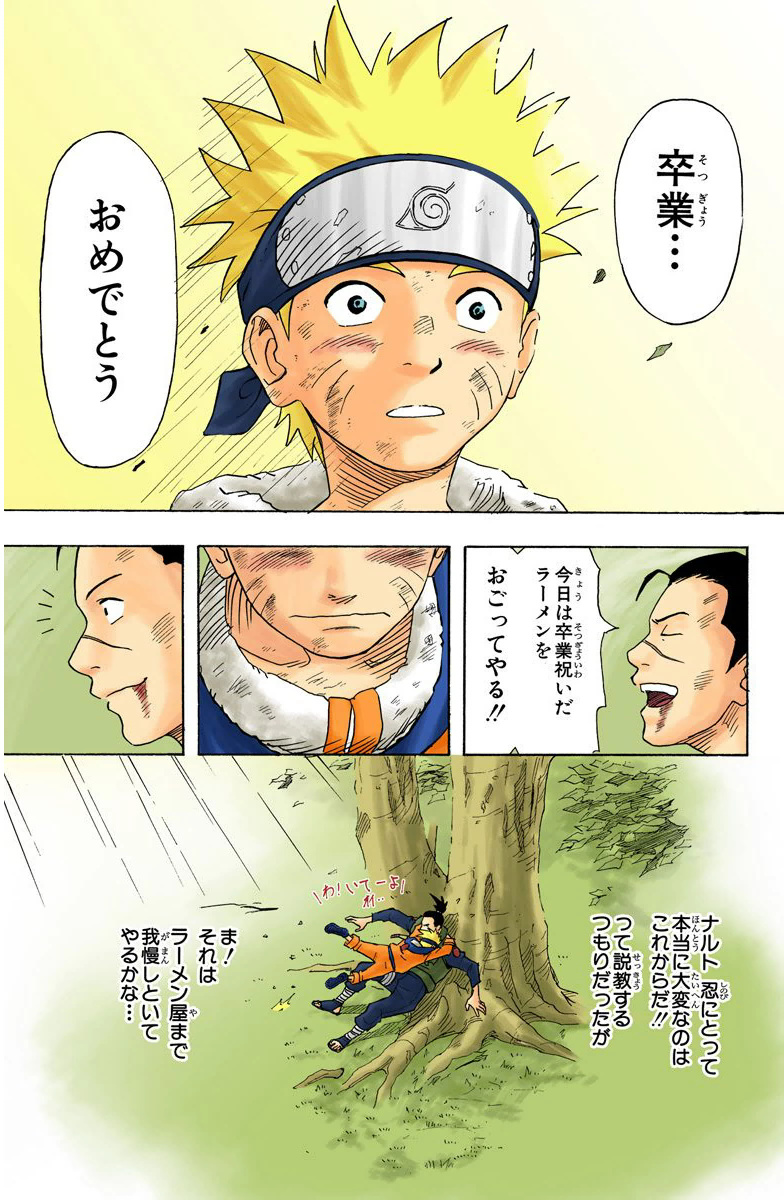 卒業…
おめでとう
今日は卒業祝いだ
ラーメンを
おごってやる!!
わ!いてーよ
ナルト 忍にとって
本当に大変なのは
これからだ!!
って説教する
つもりだったが
ま!
それは
ラーメン屋まで
我慢しといて
やるかな…